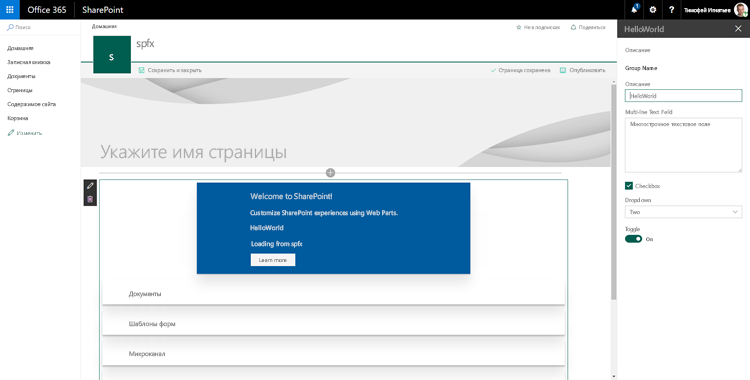 Office 365
SharePoint
1
?
Тимофей Игнатьев
Поиск
Домашняя
Записная книжка
Документы
Страницы
Содержимое сайта
Корзина
Изменить
Домашняя
Не в подписках
Поделиться
S
spfx
Сохранить и закрыть
Страница сохранена
Опубликовать
Укажите имя страницы
Welcome to SharePoint!
Customize SharePoint experiences using Web Parts.
HelloWorld
Loading from spfx
Learn more
Документы
Шаблоны форм
Микроканал
HelloWorld
Описание
Group Name
Описание
HelloWorld
Multi-line Text Field
Многострочное текстовое поле
Checkbox
Dropdown
Two
Toggle
On